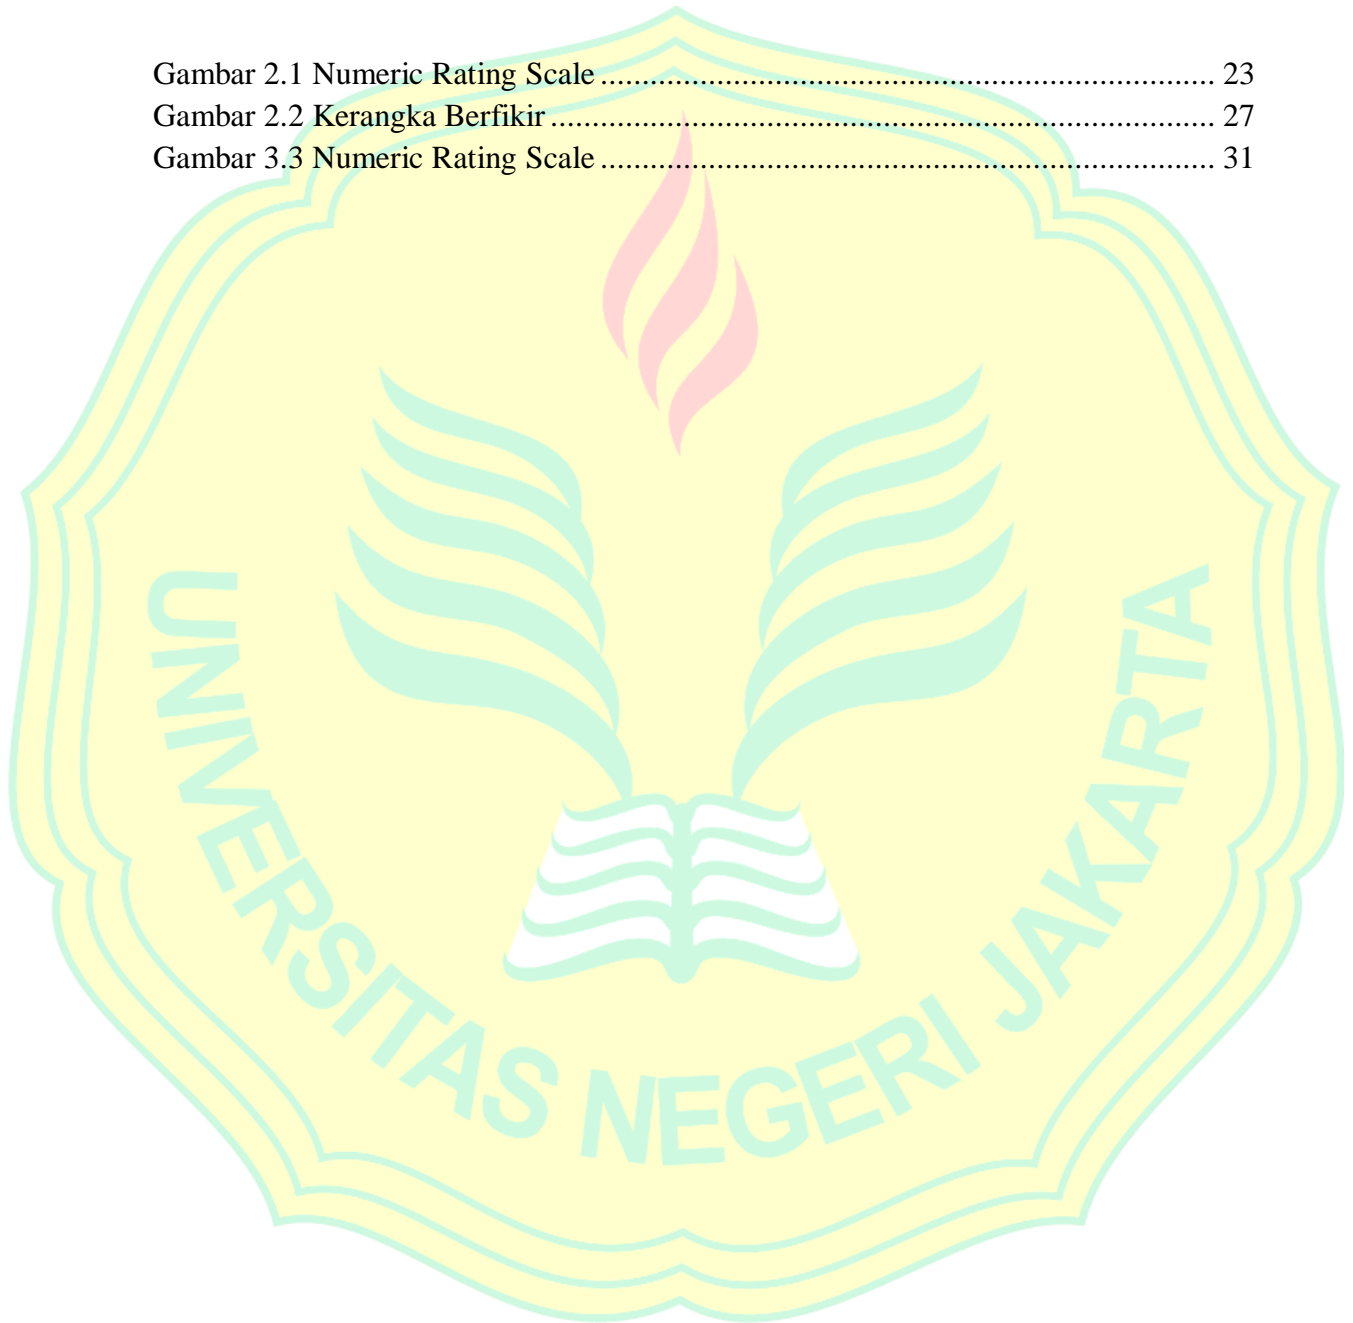 Gambar 2.1 Numeric Rating Scale ........................................................................... 23
Gambar 2.2 Kerangka Berfikir ................................................................................. 27
Gambar 3.3 Numeric Rating Scale ........................................................................... 31
UNIVERSITAS NEGERI JAKARTA